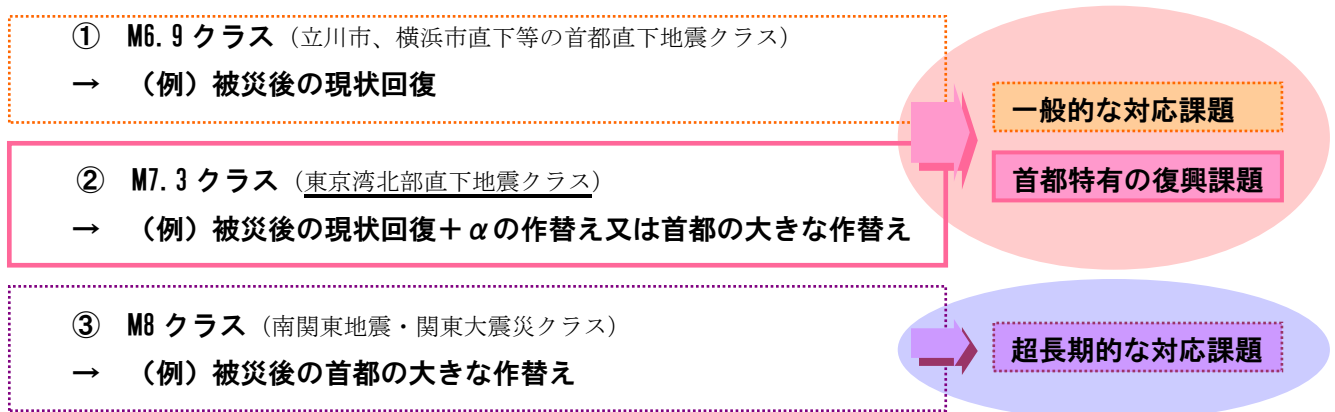 ① M6.9クラス（立川市、横浜市直下等の首都直下地震クラス）
→ （例）被災後の現状回復
一般的な対応課題
② M7.3クラス（東京湾北部直下地震クラス）
首都特有の復興課題
→ （例）被災後の現状回復＋αの作替え又は首都の大きな作替え
③ M8クラス（南関東地震・関東大震災クラス）
→ （例）被災後の首都の大きな作替え
超長期的な対応課題